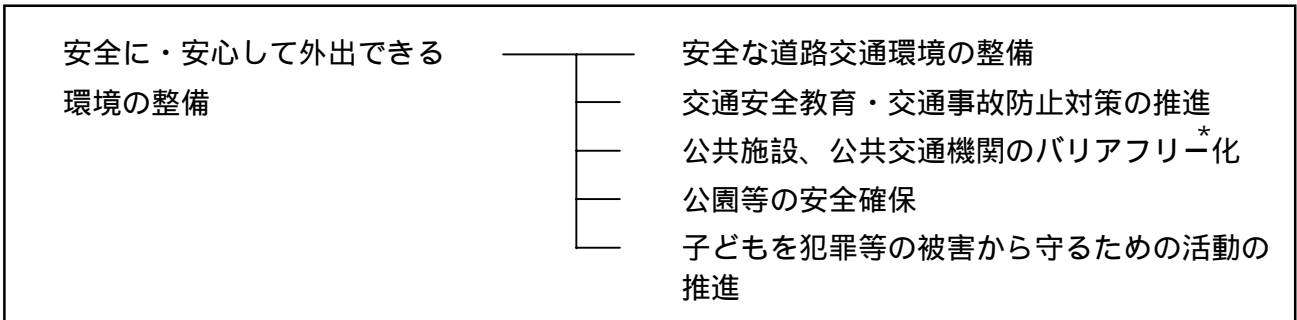 安全に・安心して外出できる
環境の整備
安全な道路交通環境の整備
交通安全教育・交通事故防止対策の推進
公共施設、公共交通機関のバリアフリー*化
公園等の安全確保
子どもを犯罪等の被害から守るための活動の
推進